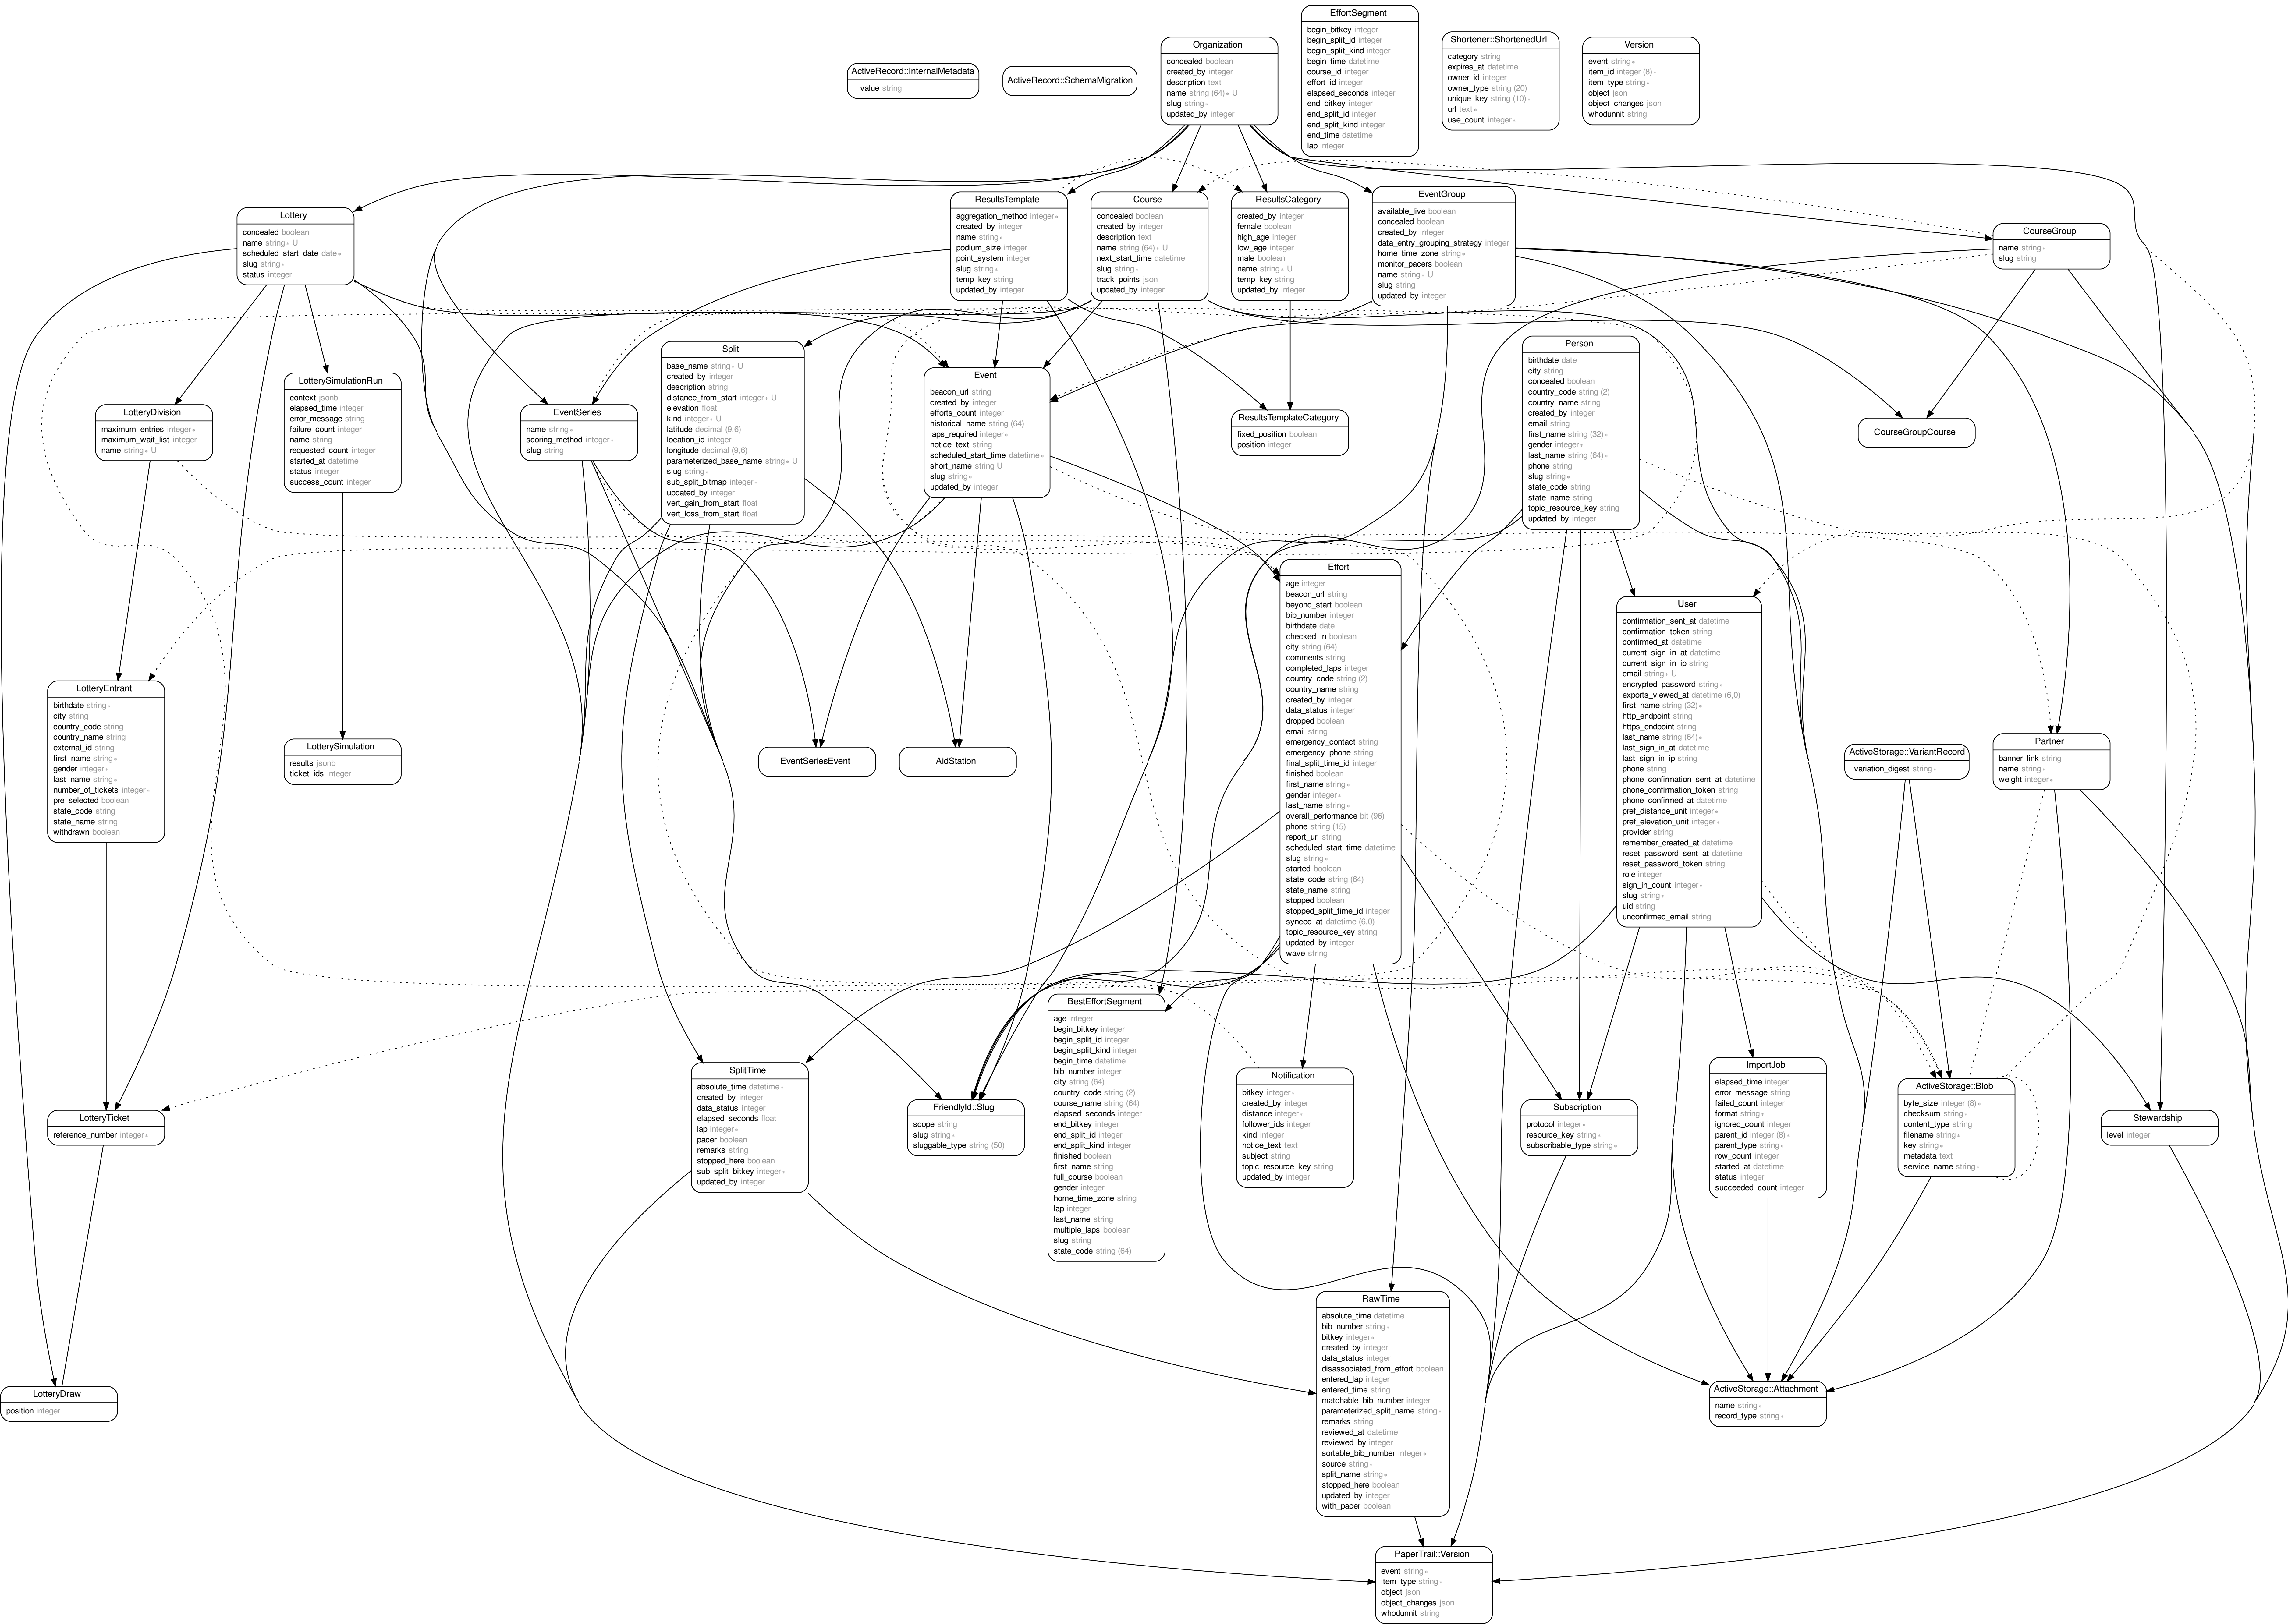 EffortSegment
begin_bitkey integer
begin_split_id integer
begin_split_kind integer
begin_time datetime
course_id integer
effort_id integer
elapsed_seconds integer
end_bitkey integer
end_split_id integer
end_split_kind integer
end_time datetime
lap integer
Shortener::ShortenedUrl
category string
expires_at datetime
owner_id integer
owner_type string (20)
unique_key string (10)∗
url text∗
use_count integer∗
Version
event string∗
item_id integer (8)∗
item_type string∗
object json
object_changes json
whodunnit string
Organization
concealed boolean
created_by integer
description text
name string (64)∗ U
slug string∗
updated_by integer
ActiveRecord::InternalMetadata
value string
ActiveRecord::SchemaMigration
Lottery
concealed boolean
name string∗ U
scheduled_start_date date∗
slug string∗
status integer
ResultsTemplate
aggregation_method integer∗
created_by integer
name string∗
podium_size integer
point_system integer
slug string∗
temp_key string
updated_by integer
Course
concealed boolean
created_by integer
description text
name string (64)∗ U
next_start_time datetime
slug string∗
track_points json
updated_by integer
ResultsCategory
created_by integer
female boolean
high_age integer
low_age integer
male boolean
name string∗ U
temp_key string
updated_by integer
EventGroup
available_live boolean
concealed boolean
created_by integer
data_entry_grouping_strategy integer
home_time_zone string∗
monitor_pacers boolean
name string∗ U
slug string
updated_by integer
CourseGroup
name string∗
slug string
LotteryDivision
maximum_entries integer∗
maximum_wait_list integer
name string∗ U
LotterySimulationRun
context jsonb
elapsed_time integer
error_message string
failure_count integer
name string
requested_count integer
started_at datetime
status integer
success_count integer
EventSeries
name string∗
scoring_method integer∗
slug string
Split
base_name string∗ U
created_by integer
description string
distance_from_start integer∗ U
elevation float
kind integer∗ U
latitude decimal (9,6)
location_id integer
longitude decimal (9,6)
parameterized_base_name string∗ U
slug string∗
sub_split_bitmap integer∗
updated_by integer
vert_gain_from_start float
vert_loss_from_start float
Event
beacon_url string
created_by integer
efforts_count integer
historical_name string (64)
laps_required integer∗
notice_text string
scheduled_start_time datetime∗
short_name string U
slug string∗
updated_by integer
ResultsTemplateCategory
fixed_position boolean
position integer
Person
birthdate date
city string
concealed boolean
country_code string (2)
country_name string
created_by integer
email string
first_name string (32)∗
gender integer∗
last_name string (64)∗
phone string
slug string∗
state_code string
state_name string
topic_resource_key string
updated_by integer
CourseGroupCourse
LotteryEntrant
birthdate string∗
city string
country_code string
country_name string
external_id string
first_name string∗
gender integer∗
last_name string∗
number_of_tickets integer∗
pre_selected boolean
state_code string
state_name string
withdrawn boolean
LotterySimulation
results jsonb
ticket_ids integer
EventSeriesEvent
AidStation
Effort
age integer
beacon_url string
beyond_start boolean
bib_number integer
birthdate date
checked_in boolean
city string (64)
comments string
completed_laps integer
country_code string (2)
country_name string
created_by integer
data_status integer
dropped boolean
email string
emergency_contact string
emergency_phone string
final_split_time_id integer
finished boolean
first_name string∗
gender integer∗
last_name string∗
overall_performance bit (96)
phone string (15)
report_url string
scheduled_start_time datetime
slug string∗
started boolean
state_code string (64)
state_name string
stopped boolean
stopped_split_time_id integer
synced_at datetime (6,0)
topic_resource_key string
updated_by integer
wave string
User
confirmation_sent_at datetime
confirmation_token string
confirmed_at datetime
current_sign_in_at datetime
current_sign_in_ip string
email string∗ U
encrypted_password string∗
exports_viewed_at datetime (6,0)
first_name string (32)∗
http_endpoint string
https_endpoint string
last_name string (64)∗
last_sign_in_at datetime
last_sign_in_ip string
phone string
phone_confirmation_sent_at datetime
phone_confirmation_token string
phone_confirmed_at datetime
pref_distance_unit integer∗
pref_elevation_unit integer∗
provider string
remember_created_at datetime
reset_password_sent_at datetime
reset_password_token string
role integer
sign_in_count integer∗
slug string∗
uid string
unconfirmed_email string
ActiveStorage::VariantRecord
variation_digest string∗
Partner
banner_link string
name string∗
weight integer∗
LotteryTicket
reference_number integer∗
SplitTime
absolute_time datetime∗
created_by integer
data_status integer
elapsed_seconds float
lap integer∗
pacer boolean
remarks string
stopped_here boolean
sub_split_bitkey integer∗
updated_by integer
FriendlyId::Slug
scope string
slug string∗
sluggable_type string (50)
BestEffortSegment
age integer
begin_bitkey integer
begin_split_id integer
begin_split_kind integer
begin_time datetime
bib_number integer
city string (64)
country_code string (2)
course_name string (64)
elapsed_seconds integer
end_bitkey integer
end_split_id integer
end_split_kind integer
finished boolean
first_name string
full_course boolean
gender integer
home_time_zone string
lap integer
last_name string
multiple_laps boolean
slug string
state_code string (64)
Notification
bitkey integer∗
created_by integer
distance integer∗
follower_ids integer
kind integer
notice_text text
subject string
topic_resource_key string
updated_by integer
Subscription
protocol integer∗
resource_key string∗
subscribable_type string∗
ImportJob
elapsed_time integer
error_message string
failed_count integer
format string∗
ignored_count integer
parent_id integer (8)∗
parent_type string∗
row_count integer
started_at datetime
status integer
succeeded_count integer
ActiveStorage::Blob
byte_size integer (8)∗
checksum string∗
content_type string
filename string∗
key string∗
metadata text
service_name string∗
Stewardship
level integer
LotteryDraw
position integer
RawTime
absolute_time datetime
bib_number string∗
bitkey integer∗
created_by integer
data_status integer
disassociated_from_effort boolean
entered_lap integer
entered_time string
matchable_bib_number integer
parameterized_split_name string∗
remarks string
reviewed_at datetime
reviewed_by integer
sortable_bib_number integer∗
source string∗
split_name string∗
stopped_here boolean
updated_by integer
with_pacer boolean
ActiveStorage::Attachment
name string∗
record_type string∗
PaperTrail::Version
event string∗
item_type string∗
object json
object_changes json
whodunnit string